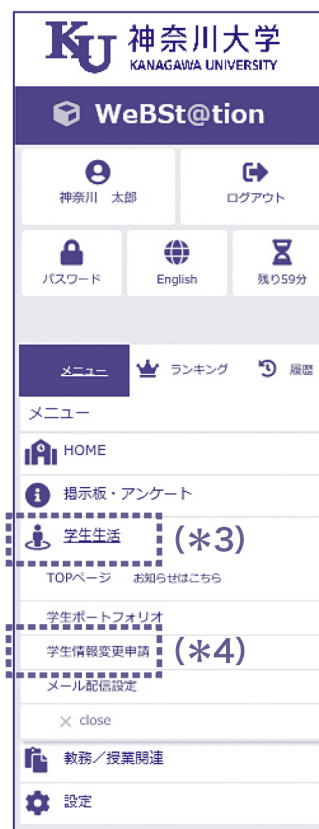 KU 神奈川大学
KANAGAWA UNIVERSITY
WeBSt@tion
神奈川 太郎
ログアウト
パスワード
English
残り59分
メニュー ランキング 履歴
メニュー
HOME
掲示板・アンケート
学生生活 (*3)
TOPページ お知らせはこちら
学生ポートフォリオ
学生情報変更申請 (*4)
メール配信設定
× close
教務／授業関連
設定